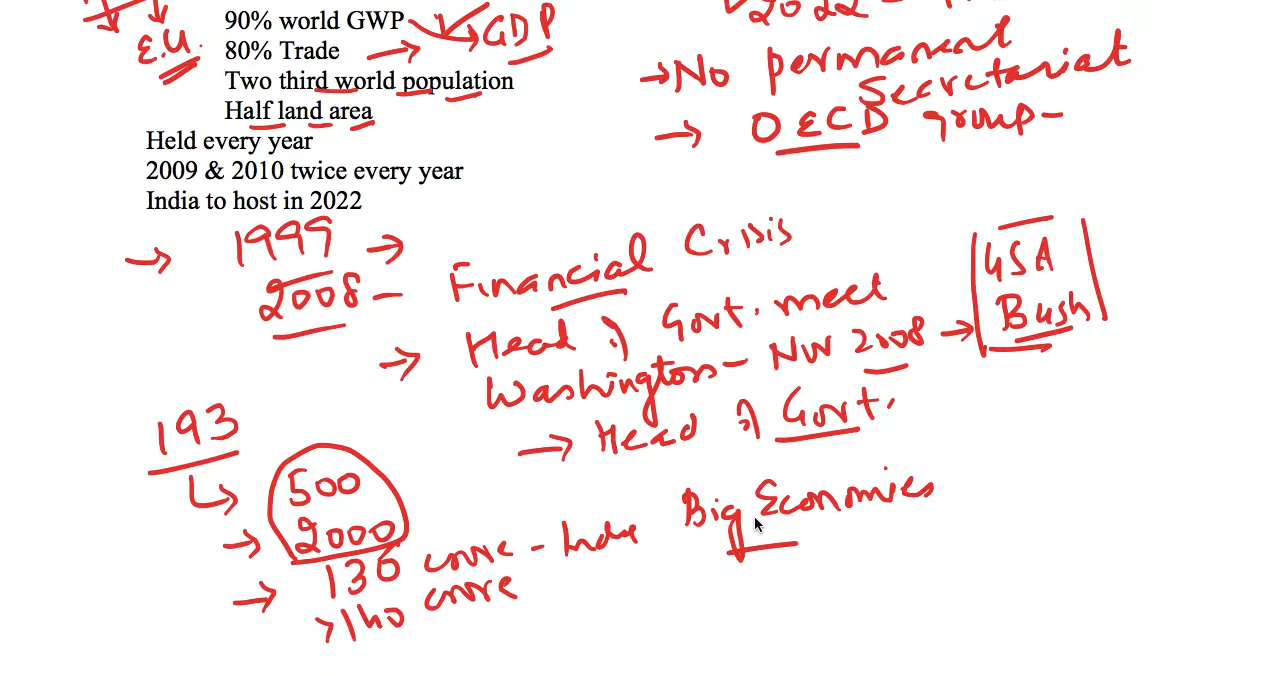 2022 -
90% world GWP
GDP
E.U.
80% Trade
No permanent
Secretariat
Two third world population
Half land area
OECD group-
Held every year
2009 & 2010 twice every year
India to host in 2022
1999
Financial Crisis
2008 -
USA
Bush
Head of Govt. meet
Washington - NW 2008
Head of Govt.
193
500
2000
Big Economies
136 crore - India
>140 crore